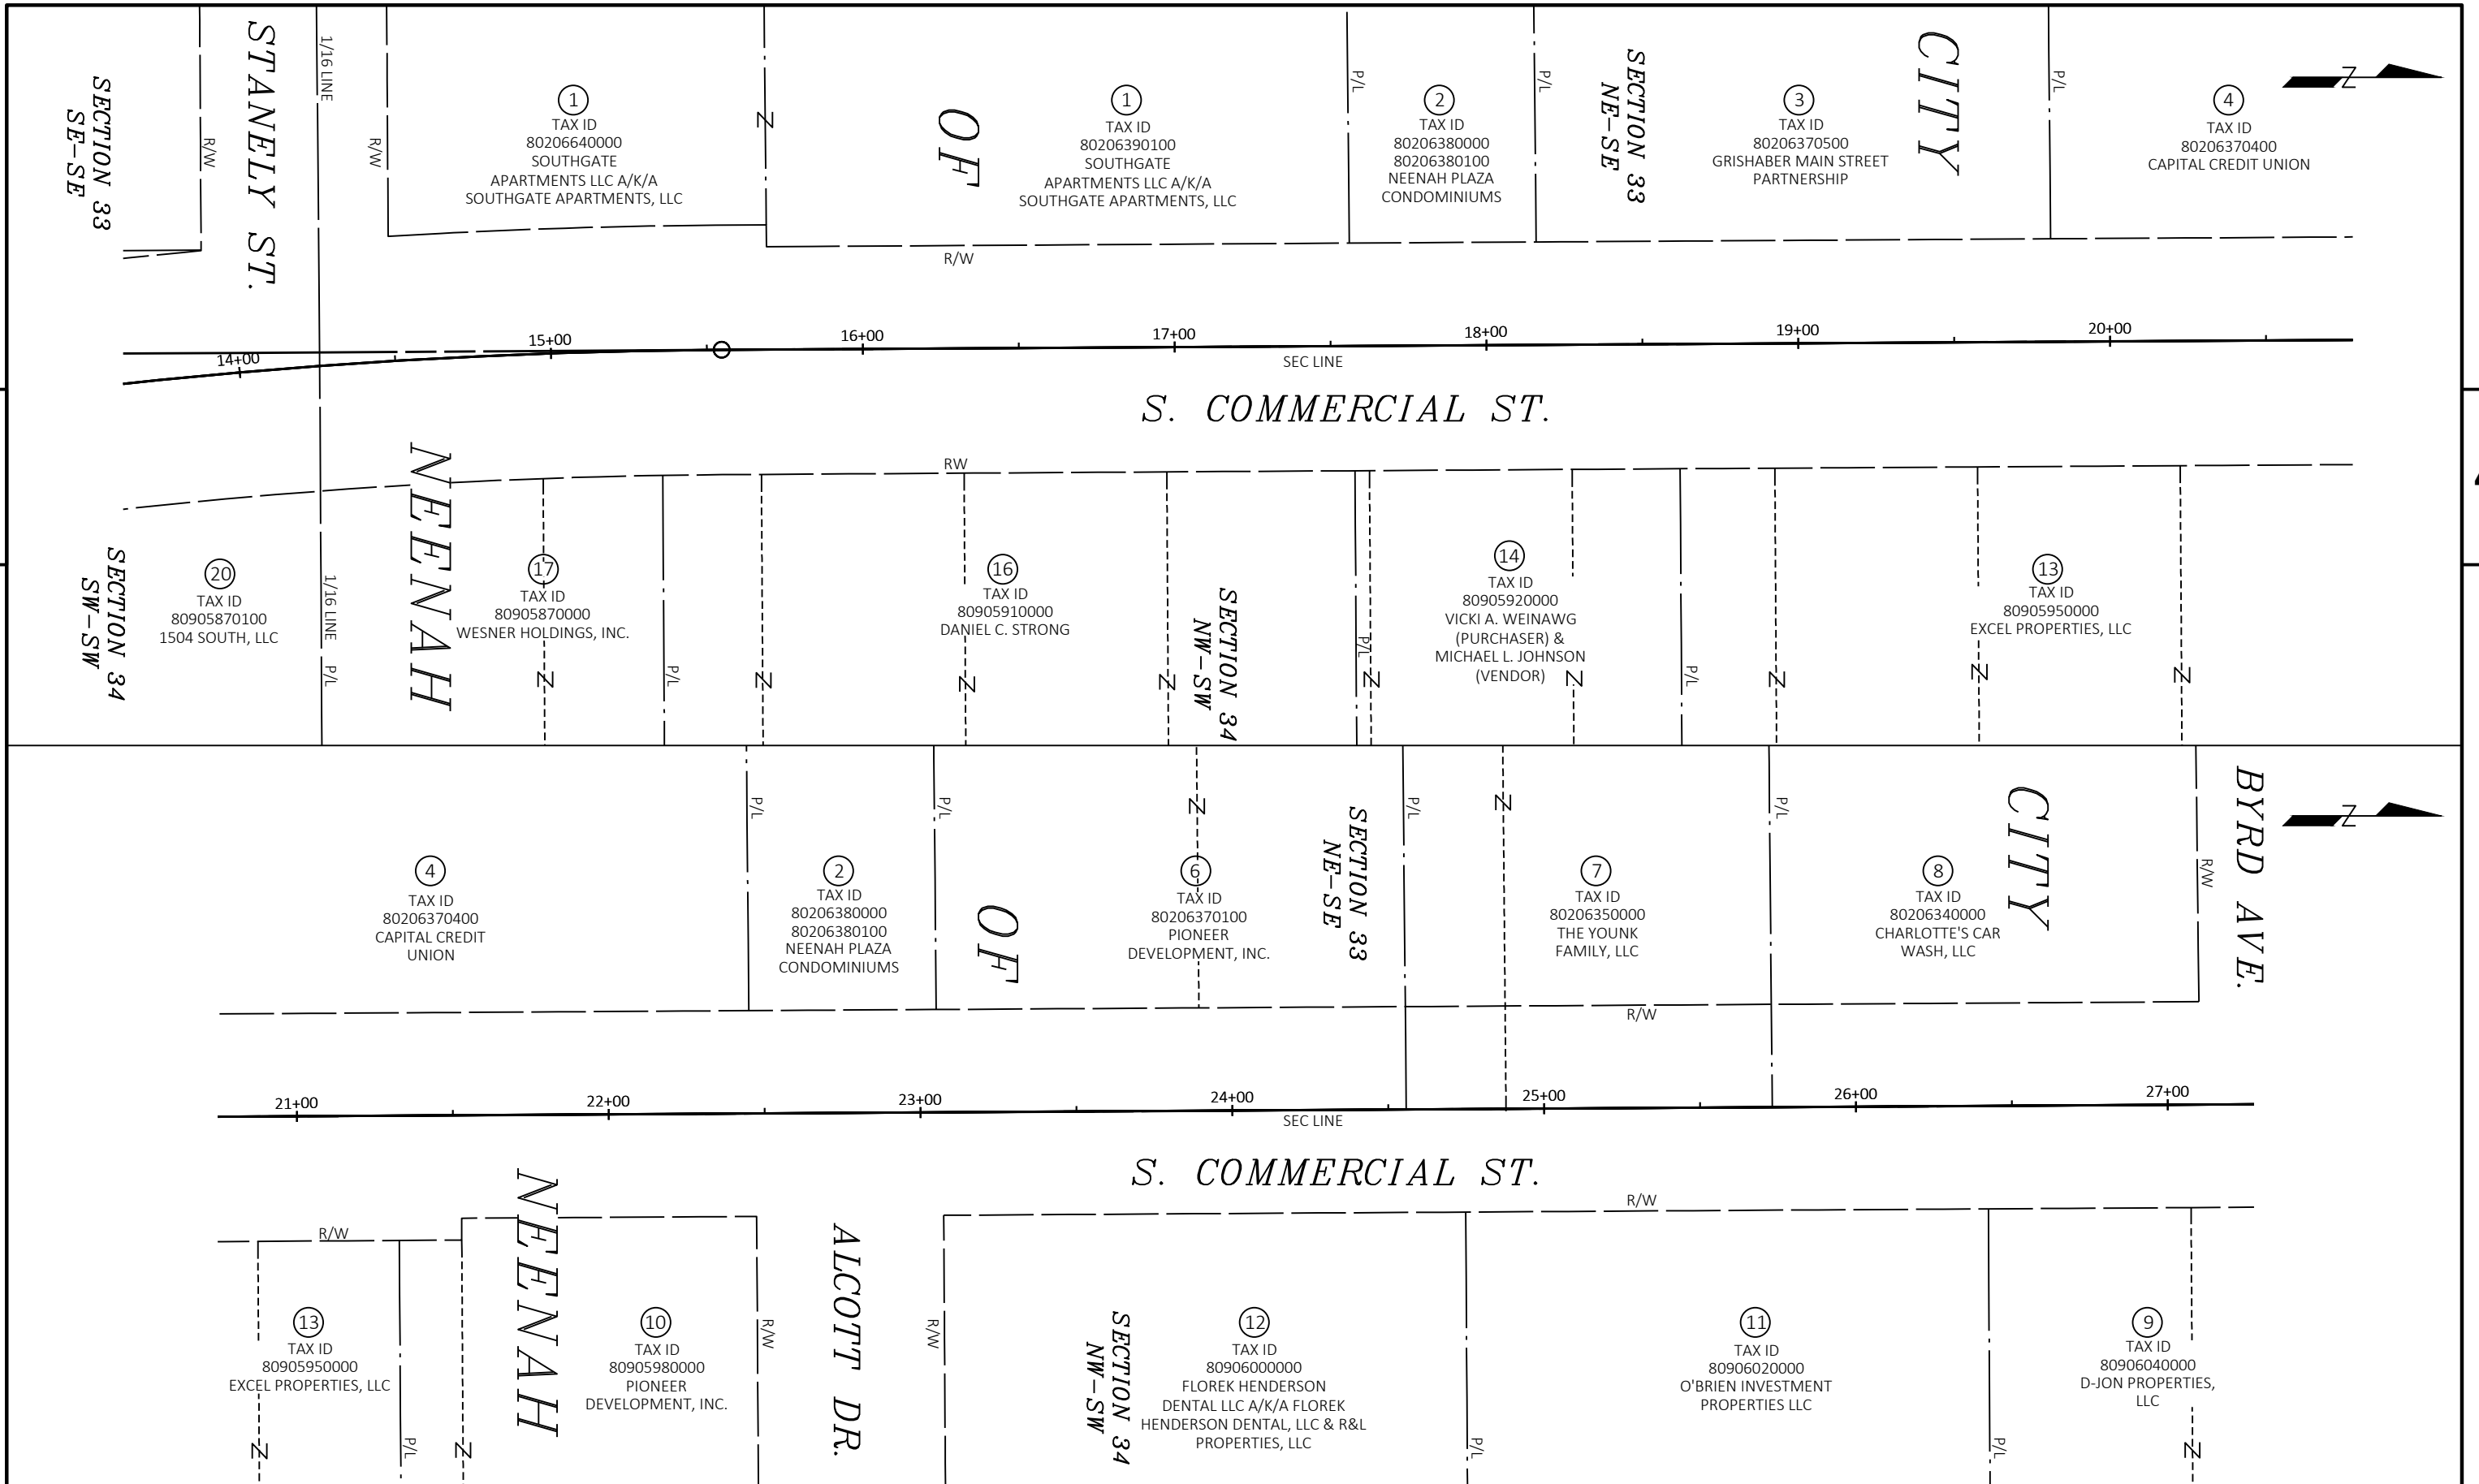 SECTION 33
SE-SE
R/W
STANELY ST.
1/16 LINE
R/W
1
TAX ID
80206640000
SOUTHGATE
APARTMENTS LLC A/K/A
SOUTHGATE APARTMENTS, LLC
Z
OF
1
TAX ID
80206390100
SOUTHGATE
APARTMENTS LLC A/K/A
SOUTHGATE APARTMENTS, LLC
R/W
P/L
2
TAX ID
80206380000
80206380100
NEENAH PLAZA
CONDOMINIUMS
P/L
SECTION 33
NE-SE
3
TAX ID
80206370500
GRISHABER MAIN STREET
PARTNERSHIP
CITY
P/L
4
TAX ID
80206370400
CAPITAL CREDIT UNION
Z
14+00
15+00
16+00
17+00
18+00
19+00
20+00
SEC LINE
S. COMMERCIAL ST.
RW
SECTION 34
SW-SW
20
TAX ID
80905870100
1504 SOUTH, LLC
1/16 LINE
P/L
NEENAH
17
TAX ID
80905870000
WESNER HOLDINGS, INC.
Z
P/L
Z
16
TAX ID
80905910000
DANIEL C. STRONG
Z
Z
SECTION 34
NW-SW
P/L
Z
14
TAX ID
80905920000
VICKI A. WEINAWG
(PURCHASER) &
MICHAEL L. JOHNSON
(VENDOR)
Z
P/L
Z
13
TAX ID
80905950000
EXCEL PROPERTIES, LLC
Z
Z
4
TAX ID
80206370400
CAPITAL CREDIT
UNION
P/L
2
TAX ID
80206380000
80206380100
NEENAH PLAZA
CONDOMINIUMS
P/L
OF
6
TAX ID
80206370100
PIONEER
DEVELOPMENT, INC.
Z
SECTION 33
NE-SE
P/L
Z
7
TAX ID
80206350000
THE YOUNK
FAMILY, LLC
P/L
8
TAX ID
80206340000
CHARLOTTE'S CAR
WASH, LLC
CITY
R/W
BYRD AVE.
Z
R/W
21+00
22+00
23+00
24+00
25+00
26+00
27+00
SEC LINE
S. COMMERCIAL ST.
R/W
R/W
13
TAX ID
80905950000
EXCEL PROPERTIES, LLC
Z
P/L
Z
NEENAH
10
TAX ID
80905980000
PIONEER
DEVELOPMENT, INC.
R/W
ALCOTT DR.
R/W
SECTION 34
NW-SW
12
TAX ID
80906000000
FLOREK HENDERSON
DENTAL LLC A/K/A FLOREK
HENDERSON DENTAL, LLC & R&L
PROPERTIES, LLC
P/L
11
TAX ID
80906020000
O'BRIEN INVESTMENT
PROPERTIES LLC
P/L
9
TAX ID
80906040000
D-JON PROPERTIES,
LLC
Z